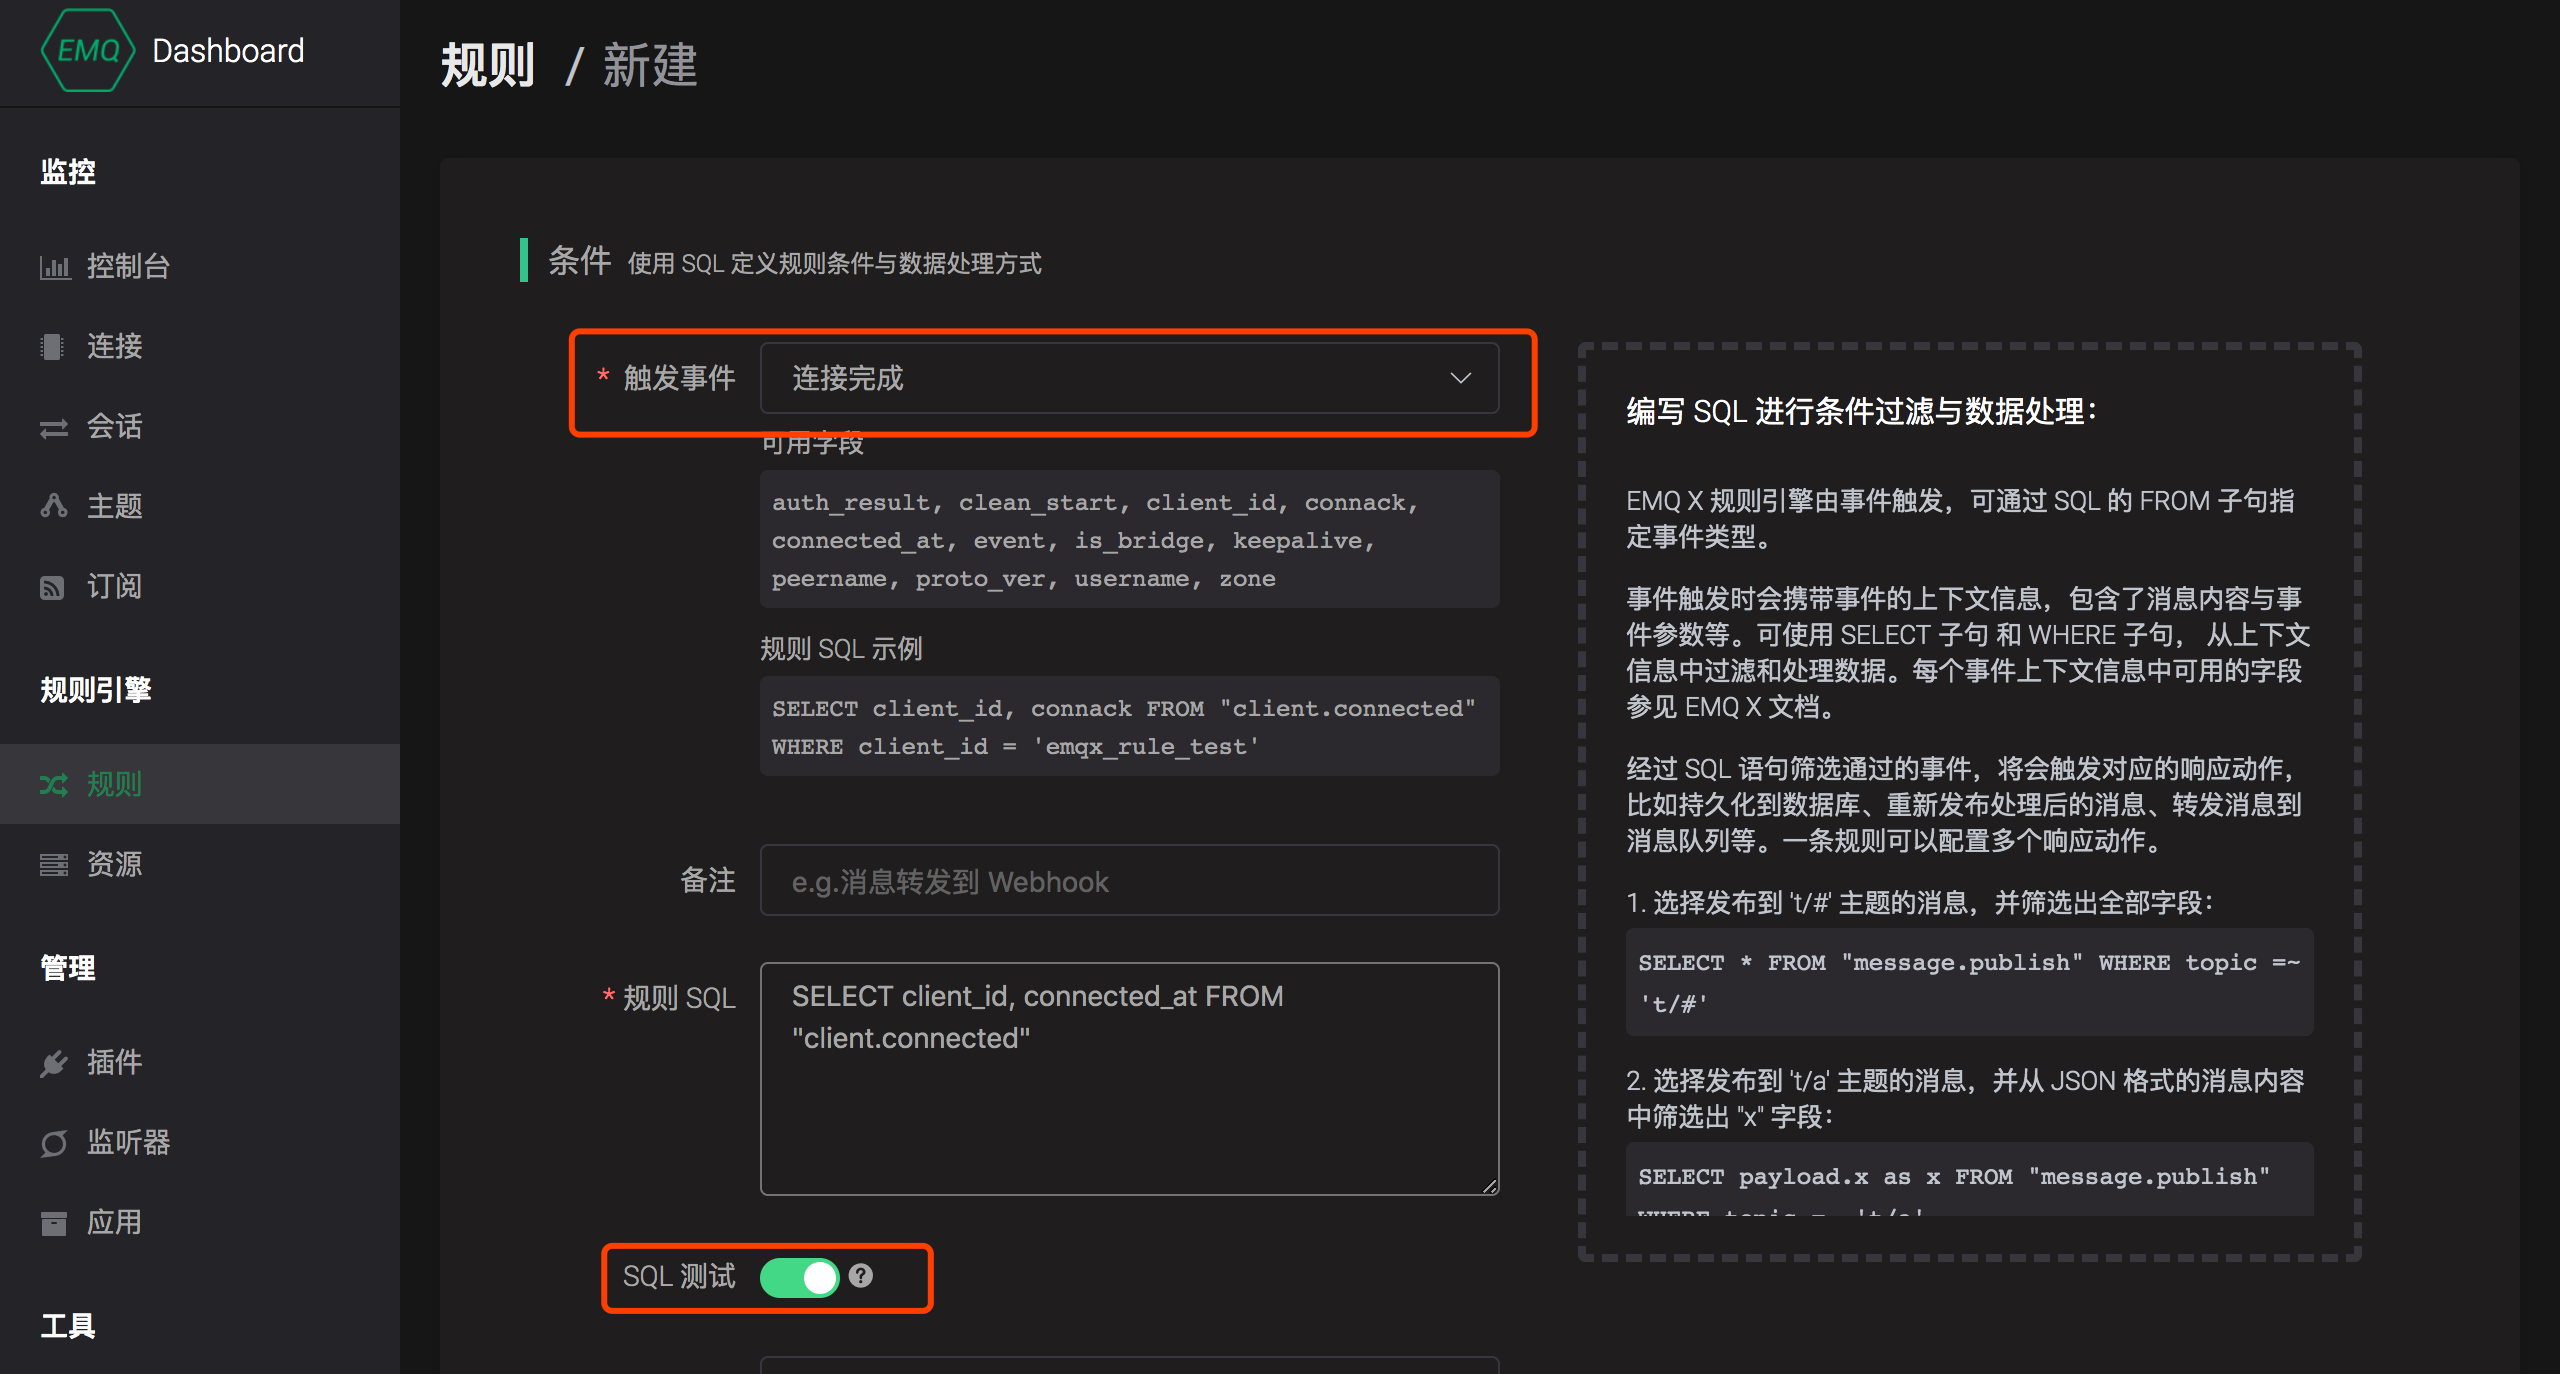 EMQ Dashboard
监控
控制台
连接
会话
主题
订阅
规则引擎
规则
资源
管理
插件
监听器
应用
工具
规则 / 新建
条件 使用 SQL 定义规则条件与数据处理方式
* 触发事件 连接完成
可用字段
auth_result, clean_start, client_id, connack,
connected_at, event, is_bridge, keepalive,
peername, proto_ver, username, zone
规则 SQL 示例
SELECT client_id, connack FROM "client.connected"
WHERE client_id = 'emqx_rule_test'
备注 e.g.消息转发到 Webhook
* 规则 SQL SELECT client_id, connected_at FROM
"client.connected"
SQL 测试
编写 SQL 进行条件过滤与数据处理：
EMQ X 规则引擎由事件触发，可通过 SQL 的 FROM 子句指
定事件类型。
事件触发时会携带事件的上下文信息，包含了消息内容与事
件参数等。可使用 SELECT 子句 和 WHERE 子句， 从上下文
信息中过滤和处理数据。每个事件上下文信息中可用的字段
参见 EMQ X 文档。
经过 SQL 语句筛选通过的事件，将会触发对应的响应动作，
比如持久化到数据库、重新发布处理后的消息、转发消息到
消息队列等。一条规则可以配置多个响应动作。
1. 选择发布到 't/#' 主题的消息，并筛选出全部字段：
SELECT * FROM "message.publish" WHERE topic =~
't/#'
2. 选择发布到 't/a' 主题的消息，并从 JSON 格式的消息内容
中筛选出 "x" 字段：
SELECT payload.x as x FROM "message.publish"